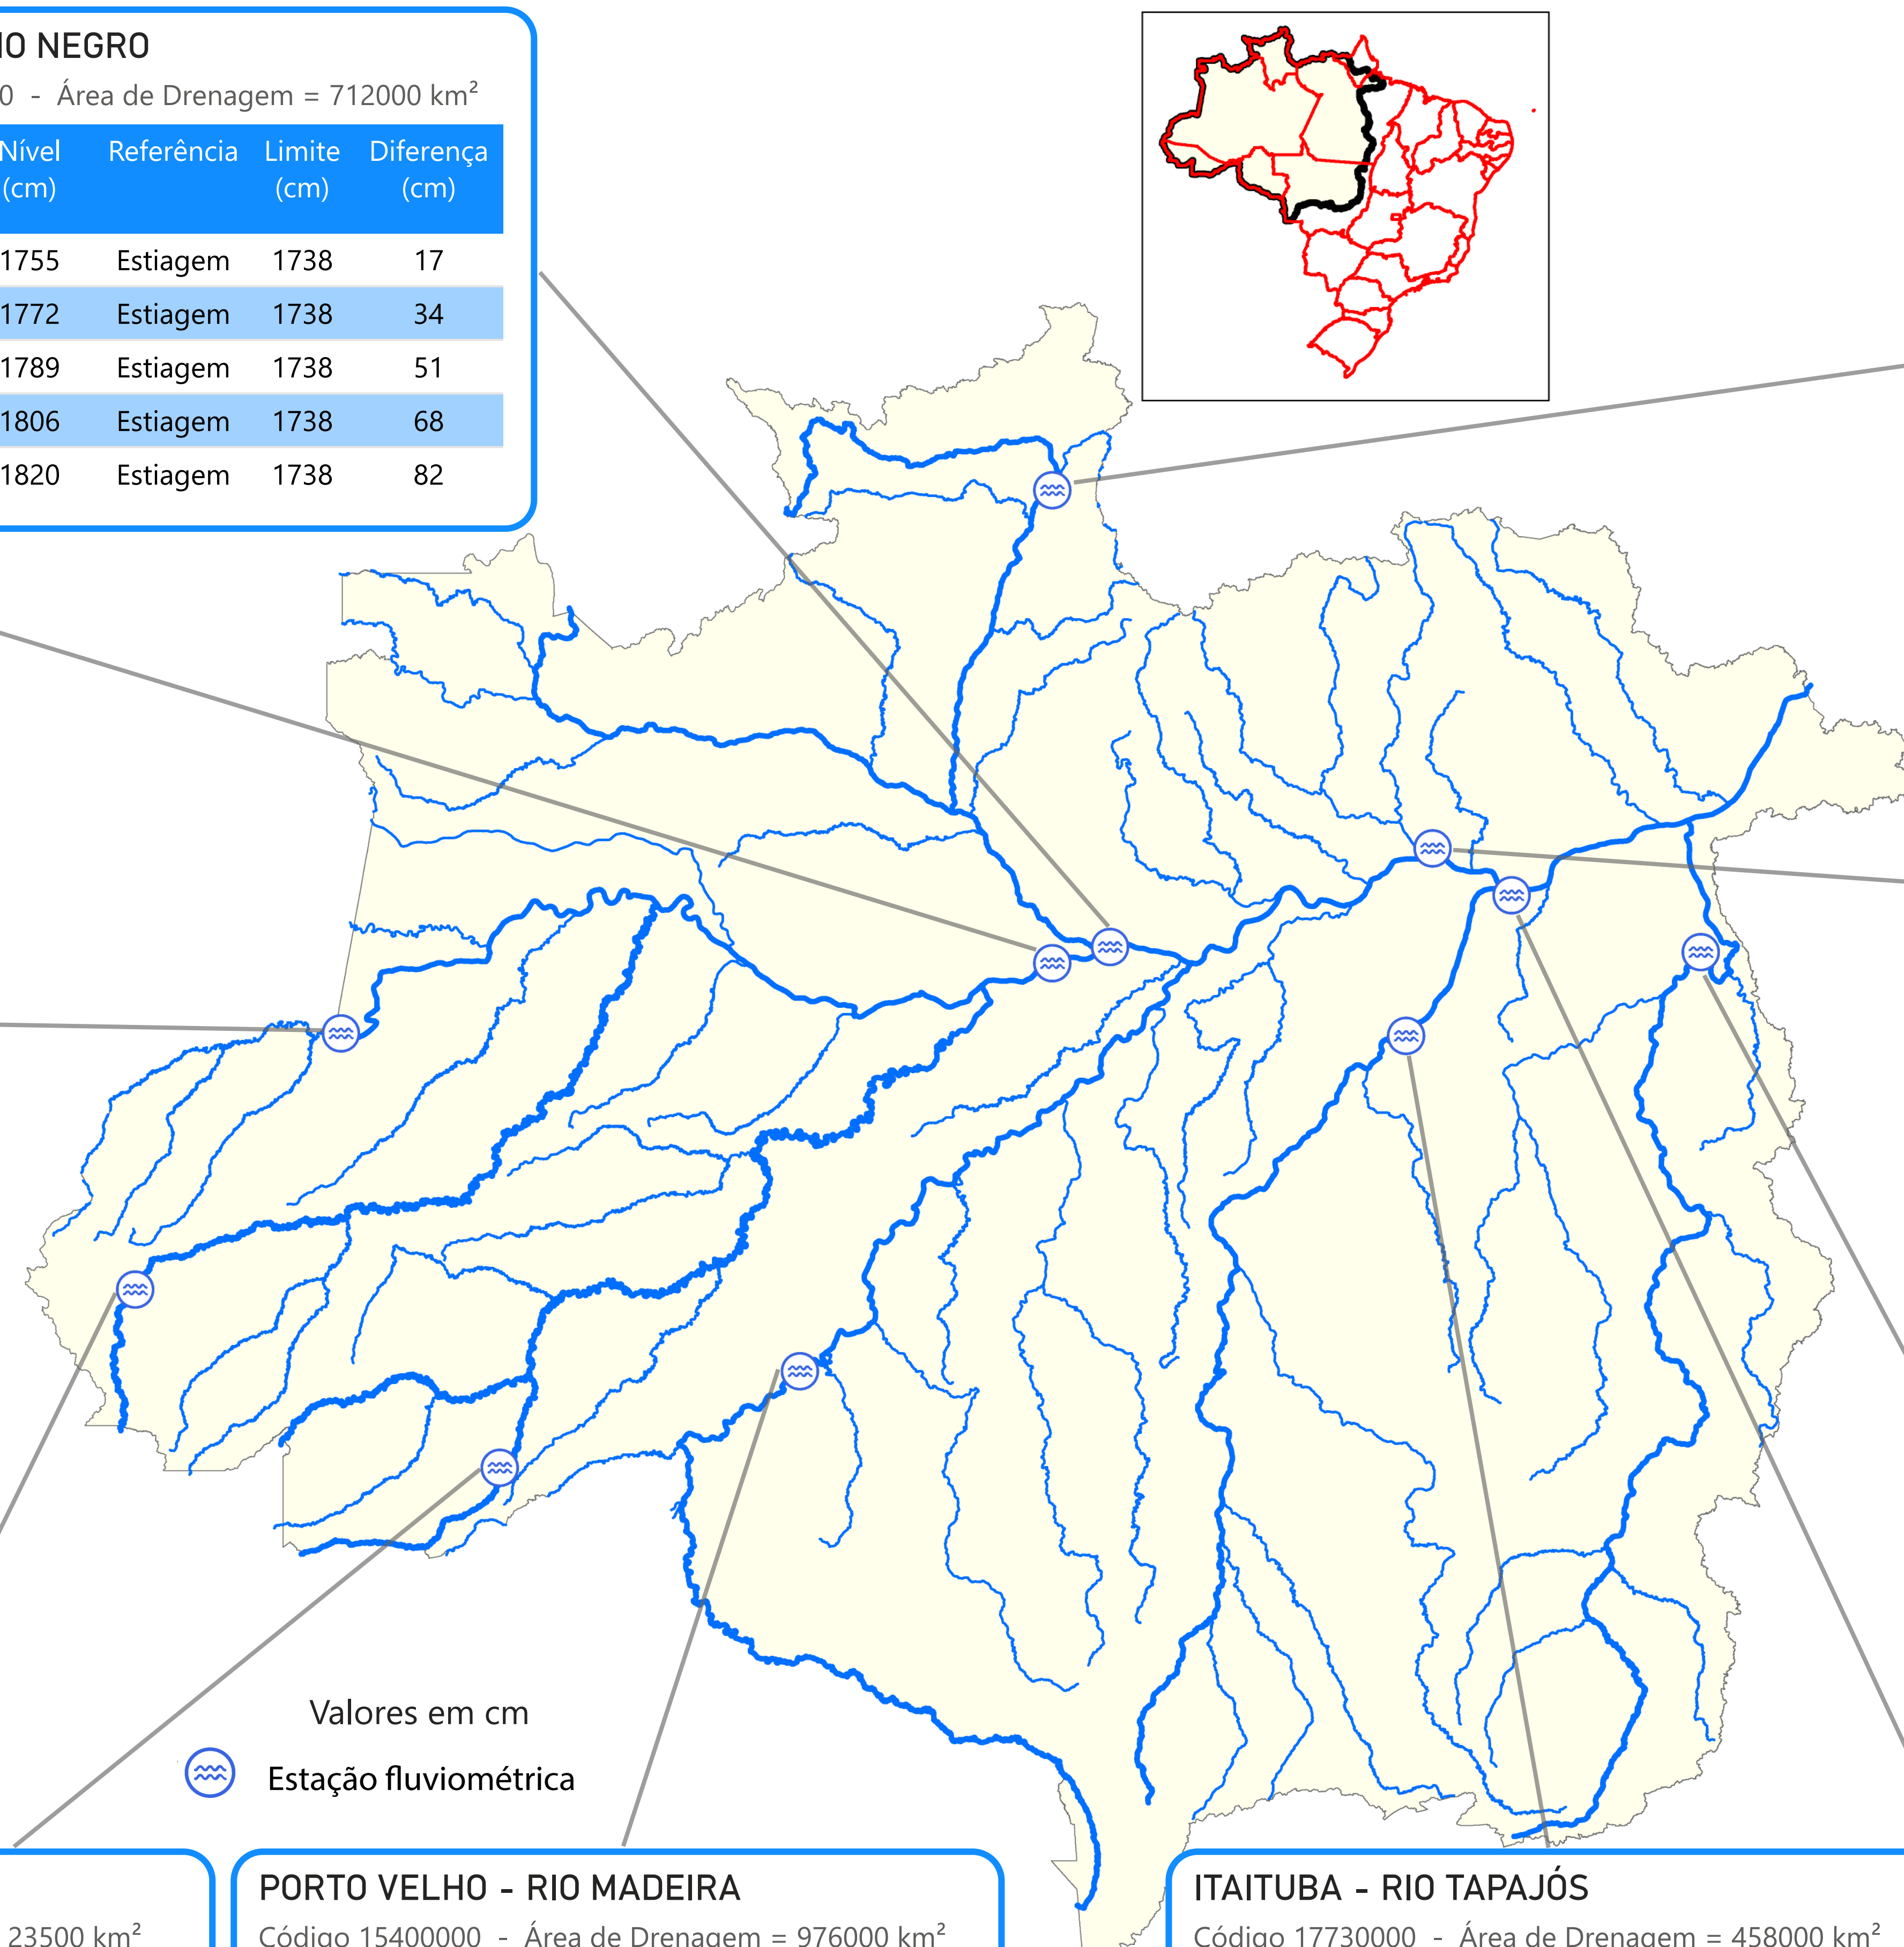 IO NEGRO
0 - Área de Drenagem = 712000 km²
Nível Referência Limite Diferença
(cm) (cm) (cm)
1755 Estiagem 1738 17
1772 Estiagem 1738 34
1789 Estiagem 1738 51
1806 Estiagem 1738 68
1820 Estiagem 1738 82
Valores em cm
Estação fluviométrica
23500 km²
PORTO VELHO - RIO MADEIRA
Código 15400000 - Área de Drenagem = 976000 km²
ITAITUBA - RIO TAPAJÓS
Código 17730000 - Área de Drenagem = 458000 km²